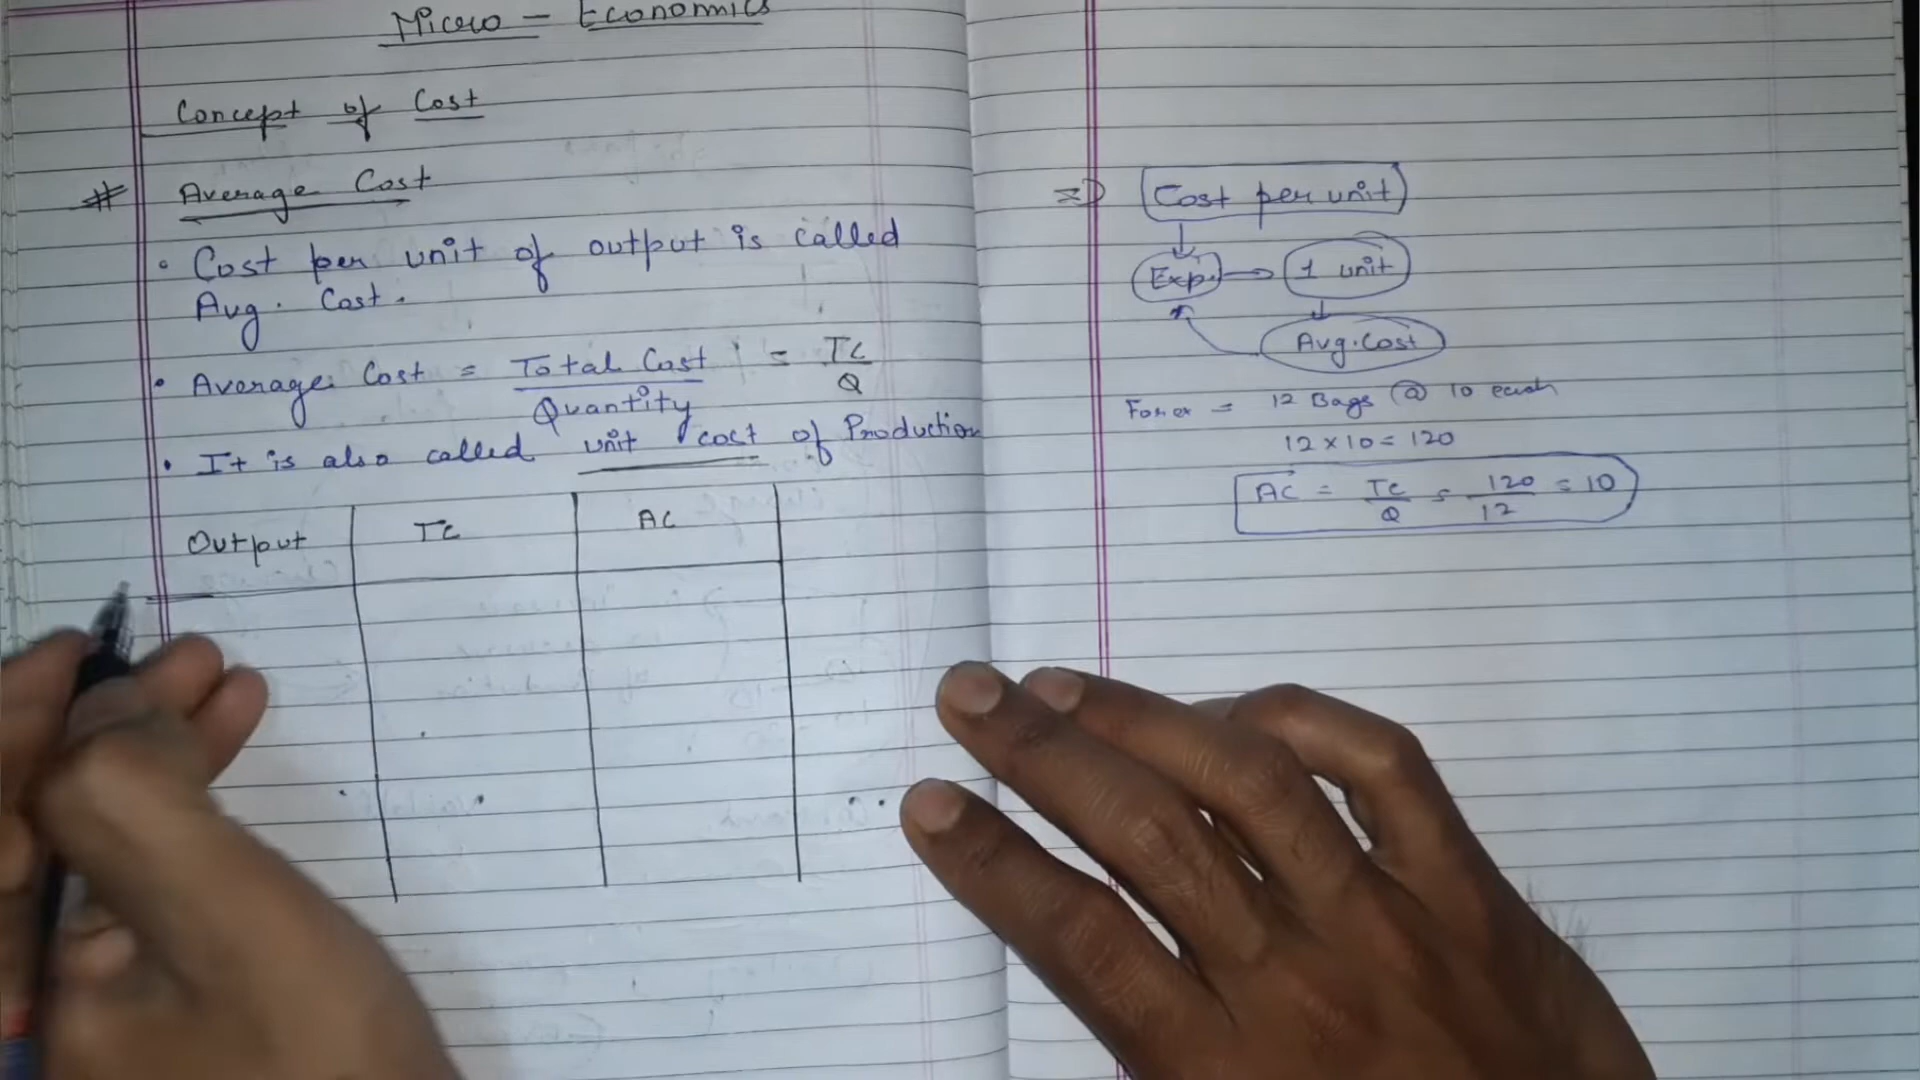 Micro - Economics
Concept of Cost
# Average Cost
• Cost per unit of output is called
Avg. Cost.
• Average Cost = Total Cost / Quantity = TC / Q
• It is also called unit cost of Production
Output TC AC
=> Cost per unit
Exp. → 1 unit
Avg. Cost
For ex = 12 Bags @ 10 each
12 × 10 = 120
AC = TC / Q = 120 / 12 = 10